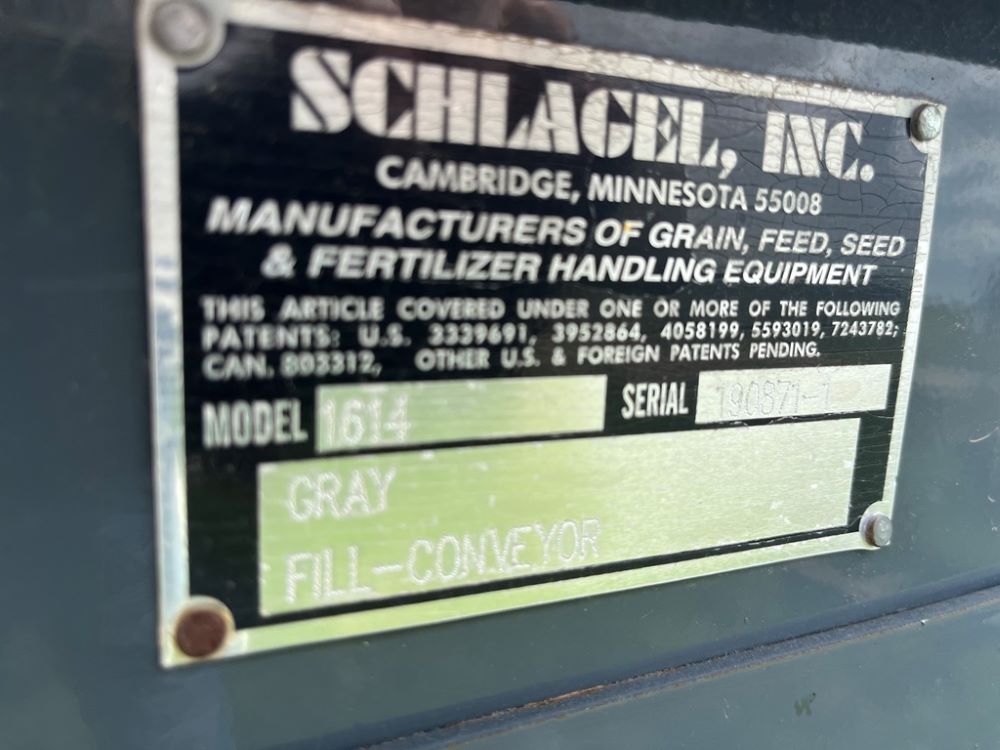 SCHLAGEL, INC.
CAMBRIDGE, MINNESOTA 55008
MANUFACTURERS OF GRAIN, FEED, SEED
& FERTILIZER HANDLING EQUIPMENT
THIS ARTICLE COVERED UNDER ONE OR MORE OF THE FOLLOWING
PATENTS: U.S. 3339691, 3952864, 4058199, 5593019, 7243782;
CAN. 803312, OTHER U.S. & FOREIGN PATENTS PENDING.
MODEL 1614 SERIAL 190871-1
GRAY
FILL-CONVEYOR